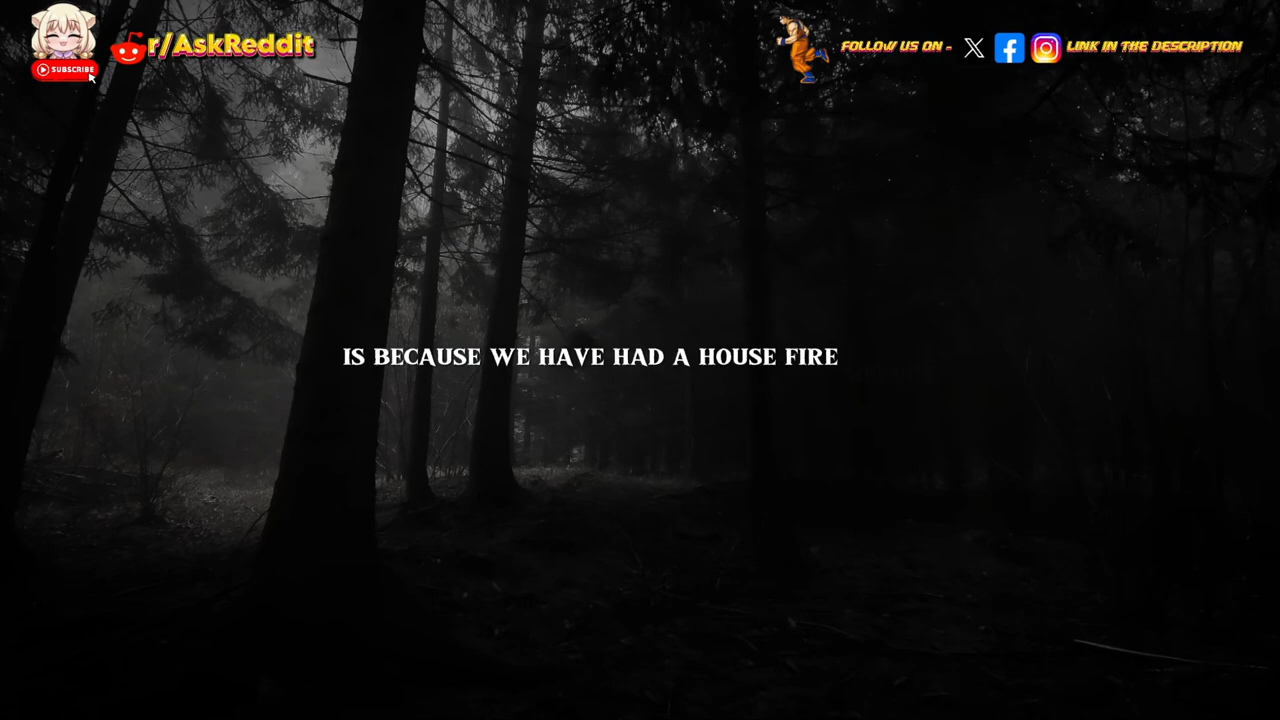 r/AskReddit
SUBSCRIBE
FOLLOW US ON -
LINK IN THE DESCRIPTION
IS BECAUSE WE HAVE HAD A HOUSE FIRE